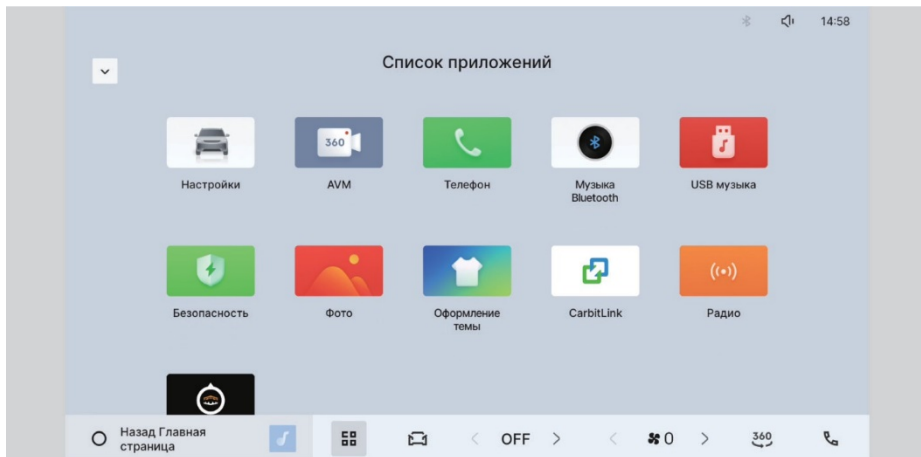 14:58
Список приложений
360
Настройки
AVM
Телефон
Музыка
Bluetooth
USB музыка
Безопасность
Фото
Оформление
темы
CarbitLink
Радио
Назад Главная
страница
OFF
0
360